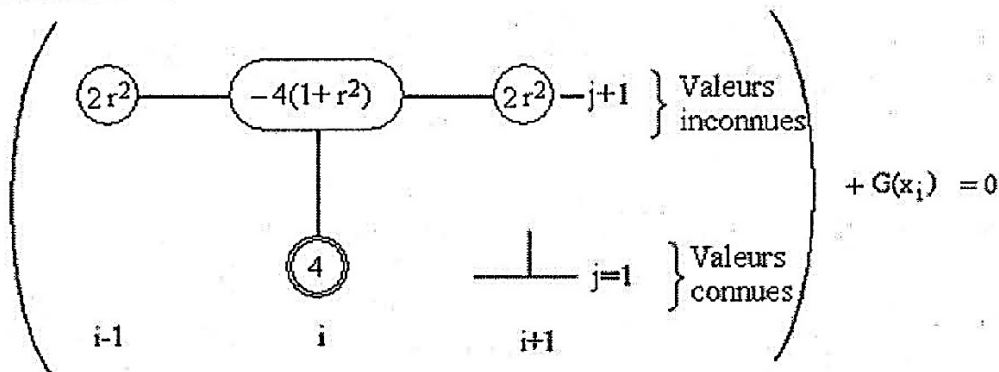 2r² −4(1+r²) 2r² j+1 } Valeurs
inconnues
+ G(xᵢ) = 0
4 j=1 } Valeurs
connues
i-1 i i+1